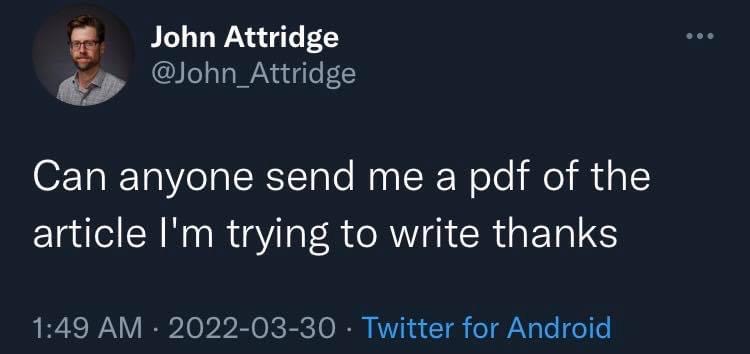 John Attridge
@John_Attridge
Can anyone send me a pdf of the
article I'm trying to write thanks
1:49 AM · 2022-03-30 · Twitter for Android